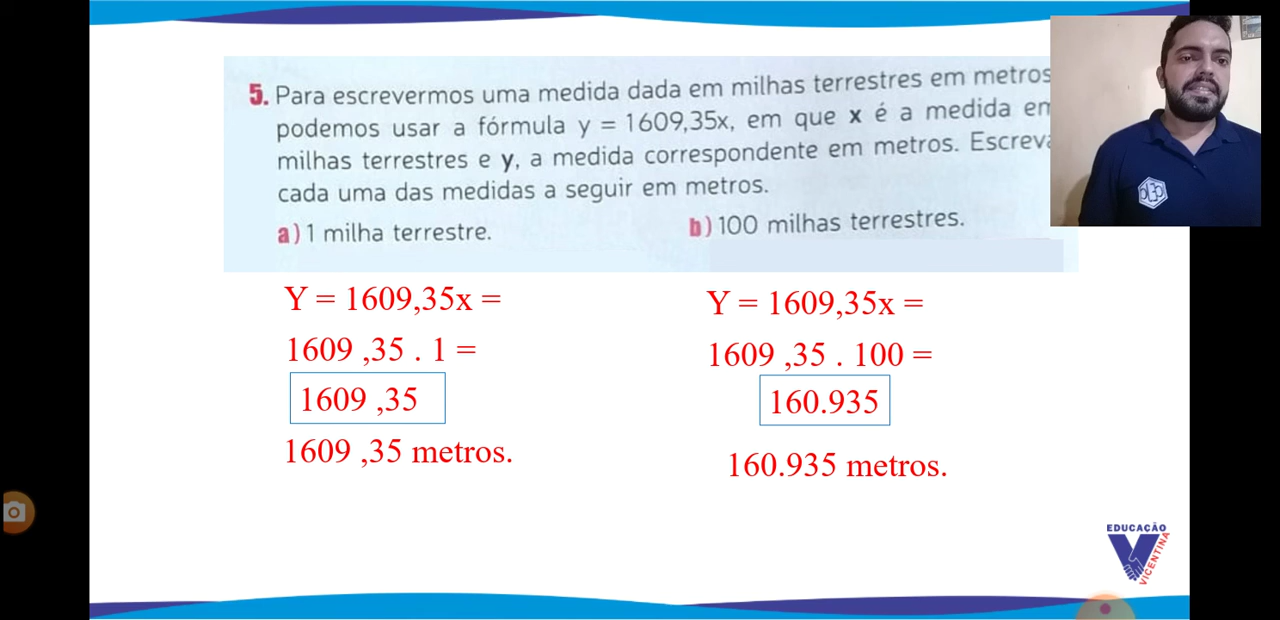 5. Para escrevermos uma medida dada em milhas terrestres em metros
podemos usar a fórmula y = 1609,35x, em que x é a medida em
milhas terrestres e y, a medida correspondente em metros. Escreva
cada uma das medidas a seguir em metros.
a) 1 milha terrestre.
b) 100 milhas terrestres.
Y = 1609,35x =
1609 ,35 . 1 =
1609 ,35
1609 ,35 metros.
Y = 1609,35x =
1609 ,35 . 100 =
160.935
160.935 metros.
EDUCAÇÃO
VICENTINA